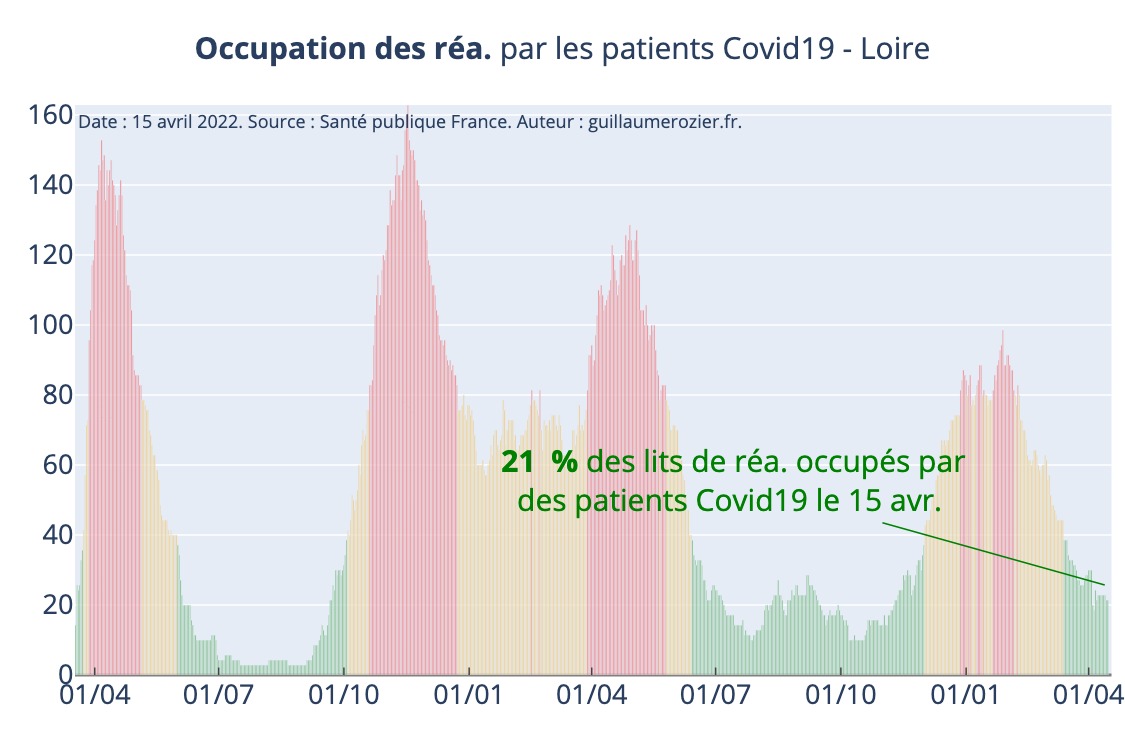 Occupation des réa. par les patients Covid19 - Loire
160
Date : 15 avril 2022. Source : Santé publique France. Auteur : guillaumerozier.fr.
140
120
100
80
60
21 % des lits de réa. occupés par
des patients Covid19 le 15 avr.
40
20
0
01/04 01/07 01/10 01/01 01/04 01/07 01/10 01/01 01/04